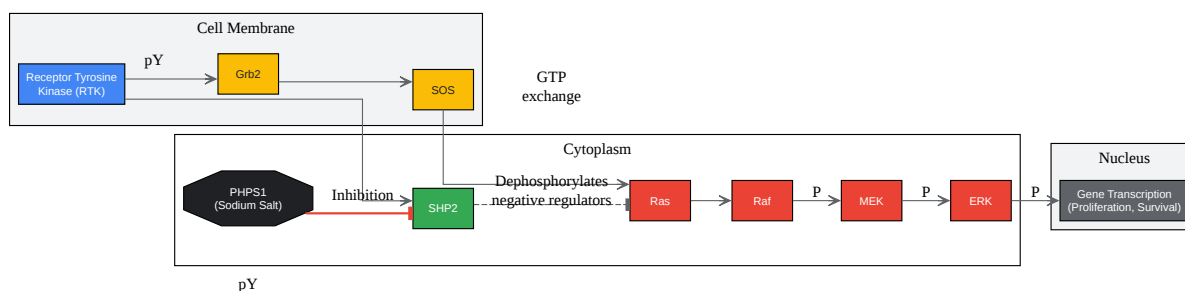 Cell Membrane
pY
Receptor Tyrosine
Kinase (RTK)
Grb2
SOS
GTP
exchange
Cytoplasm
PHPS1
(Sodium Salt)
Inhibition
SHP2
Dephosphorylates
negative regulators
Ras
Raf
P
MEK
P
ERK
P
Nucleus
Gene Transcription
(Proliferation, Survival)
pY